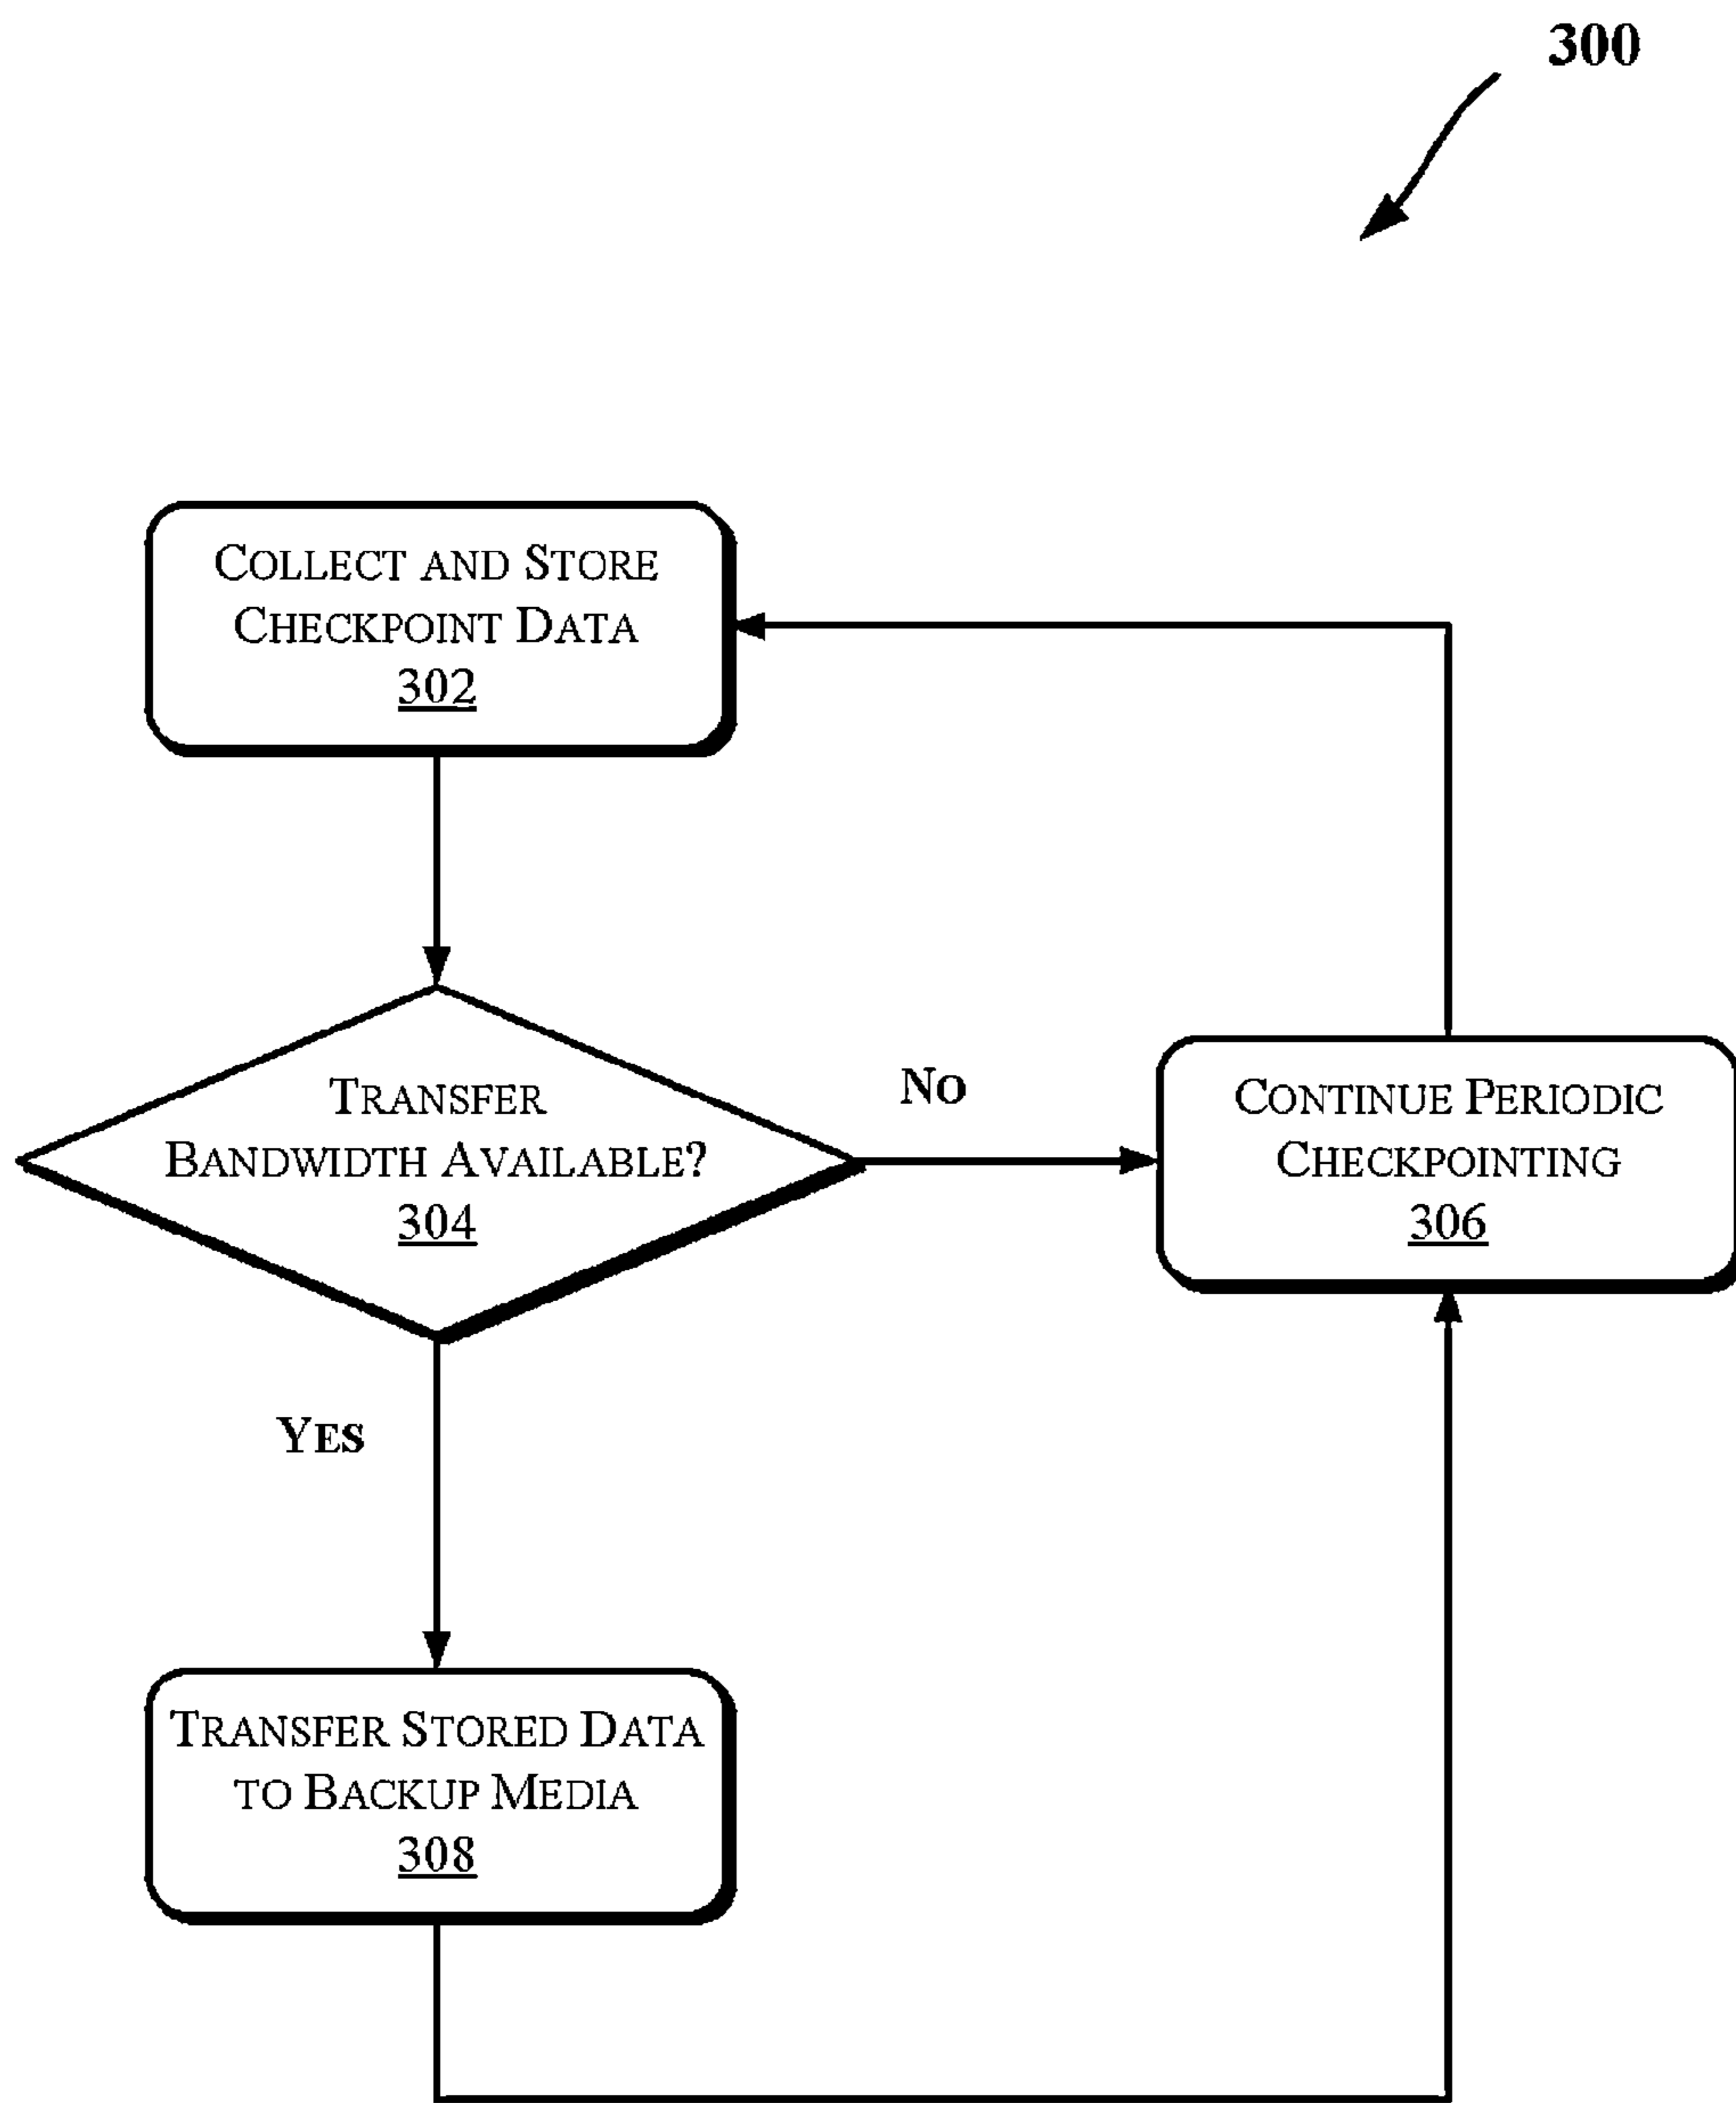 300
COLLECT AND STORE
CHECKPOINT DATA
302
TRANSFER
BANDWIDTH AVAILABLE?
304
NO
CONTINUE PERIODIC
CHECKPOINTING
306
YES
TRANSFER STORED DATA
TO BACKUP MEDIA
308